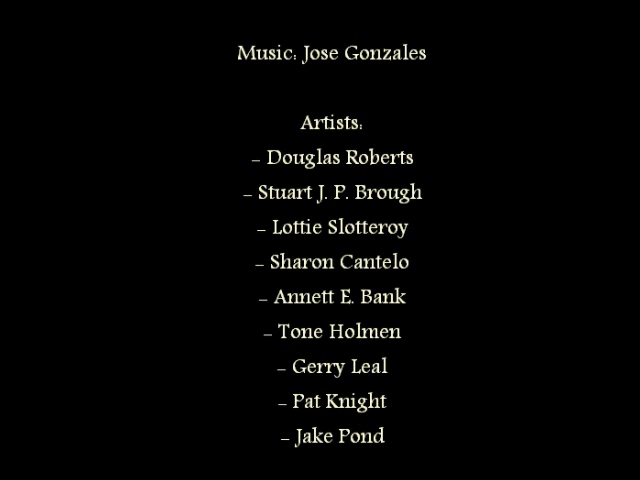 Music: Jose Gonzales
Artists:
– Douglas Roberts
– Stuart J. P. Brough
– Lottie Slotteroy
– Sharon Cantelo
– Annett E. Bank
– Tone Holmen
– Gerry Leal
– Pat Knight
– Jake Pond